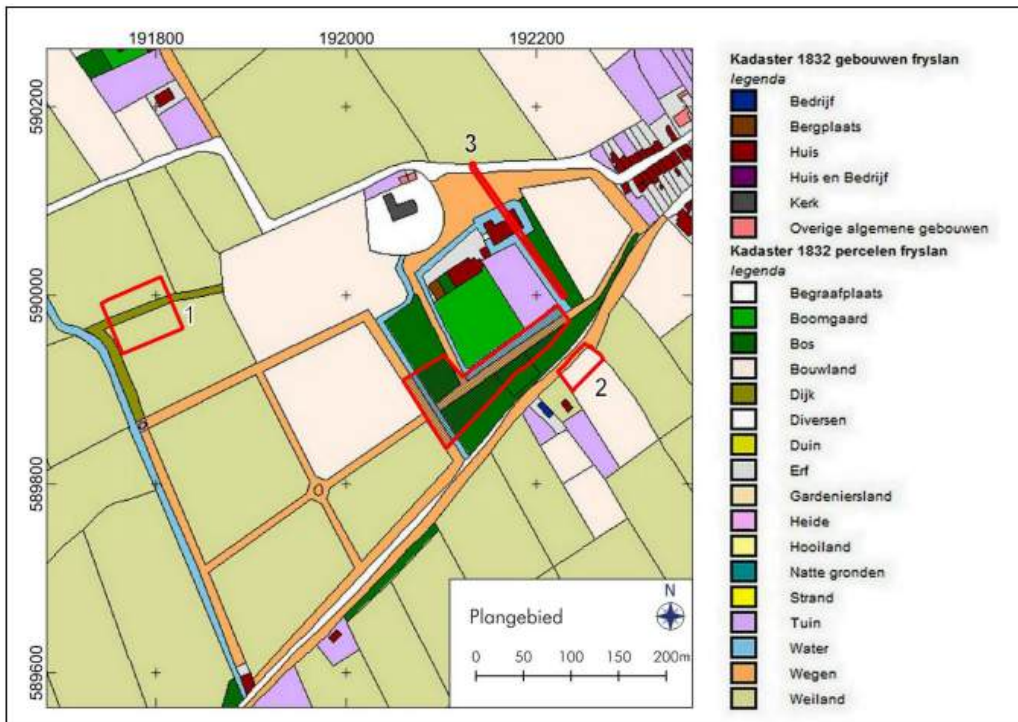 191800
192000
192200
590200
590000
589800
589600
3
1
2
Plangebied
N
0
50
100
150
200m
Kadaster 1832 gebouwen fryslan
legenda
Bedrijf
Bergplaats
Huis
Huis en Bedrijf
Kerk
Overige algemene gebouwen
Kadaster 1832 percelen fryslan
legenda
Begraafplaats
Boomgaard
Bos
Bouwland
Dijk
Diversen
Duin
Erf
Gardeniersland
Heide
Hooiland
Natte gronden
Strand
Tuin
Water
Wegen
Weiland